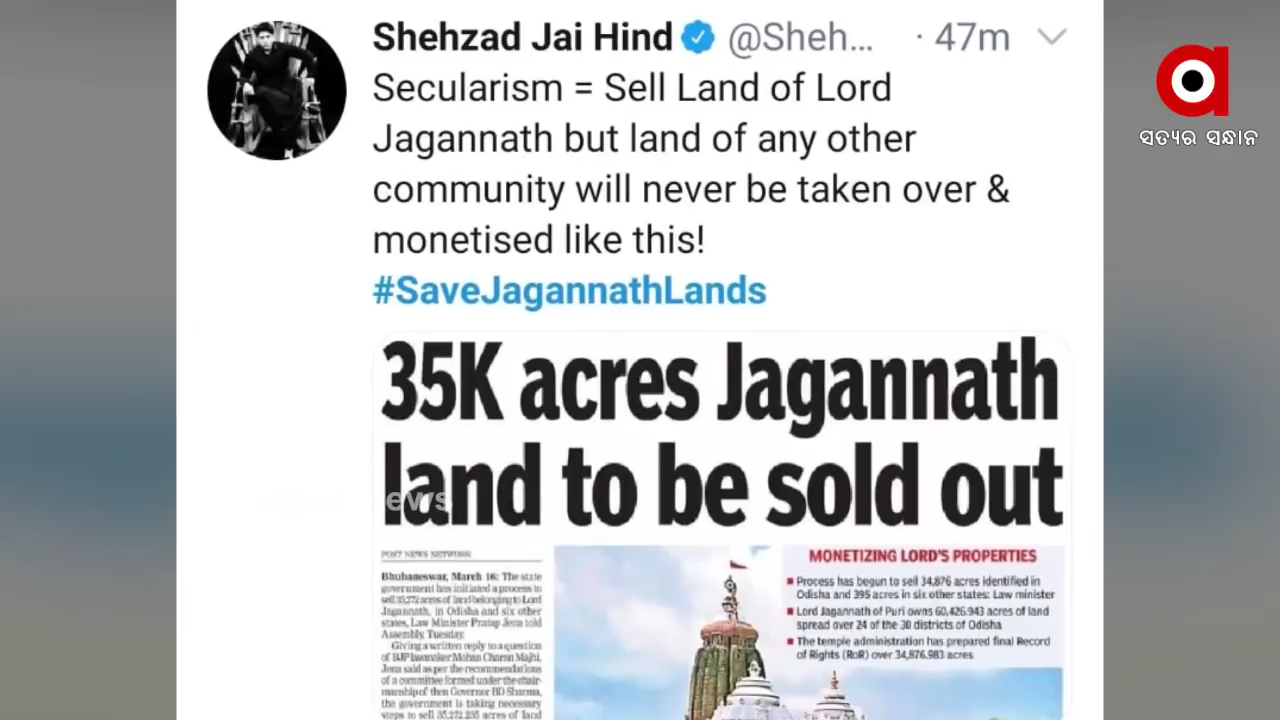 Shehzad Jai Hind @Sheh... · 47m
Secularism = Sell Land of Lord
Jagannath but land of any other
community will never be taken over &
monetised like this!
#SaveJagannathLands
ସତ୍ୟର ସନ୍ଧାନ
35K acres Jagannath
land to be sold out
ews
POST NEWS NETWORK
Bhubaneswar, March 16: The state
government has initiated a process to
sell 35,272 acres of land belonging to Lord
Jagannath, in Odisha and six other
states, Law Minister Pratap Jena told
Assembly, Tuesday.
Giving a written reply to a question
of BJP lawmaker Mohan Charan Majhi,
Jena said as per the recommendations
of a committee formed under the chair-
manship of then Governor BD Sharma,
the government is taking necessary
steps to sell 35,272.235 acres of land
MONETIZING LORD'S PROPERTIES
Process has begun to sell 34,876 acres identified in
Odisha and 395 acres in six other states: Law minister
Lord Jagannath of Puri owns 60,426.943 acres of land
spread over 24 of the 30 districts of Odisha
The temple administration has prepared final Record
of Rights (RoR) over 34,876.983 acres